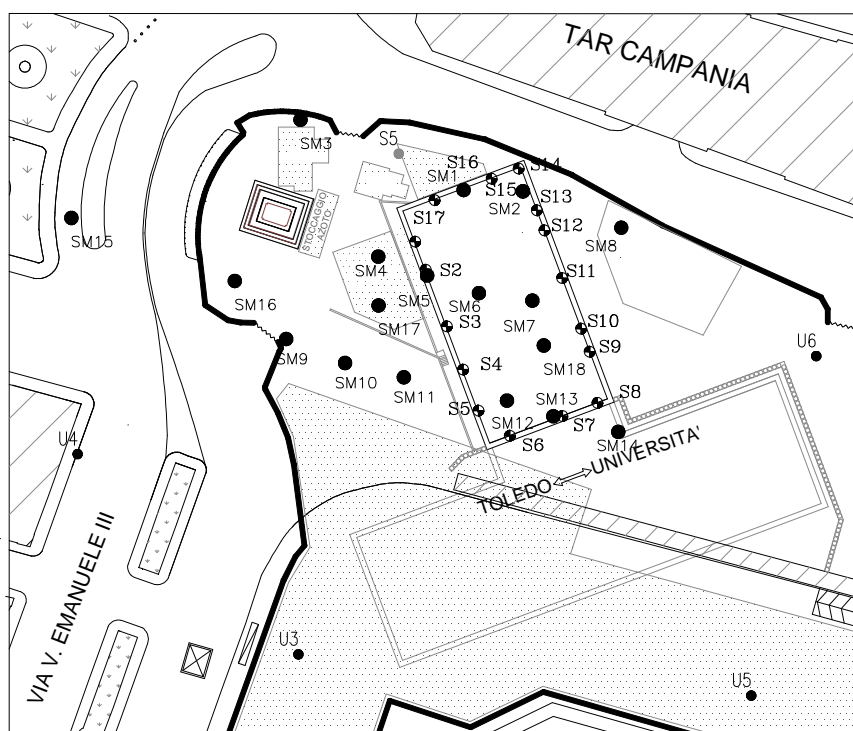 TAR CAMPANIA
SM3
S5
S16
S14
SM1
S15
SM2
S13
S17
STOCCAGGIO
AZOTO
S12
SM8
SM15
SM4
S2
S11
SM5
SM6
SM16
SM17
S3
SM7
S10
U6
SM9
S9
SM10
SM18
S4
SM11
S8
S5
SM12
SM13
S7
SM14
S6
U4
TOLEDO
UNIVERSITA'
VIA V. EMANUELE III
U3
U5